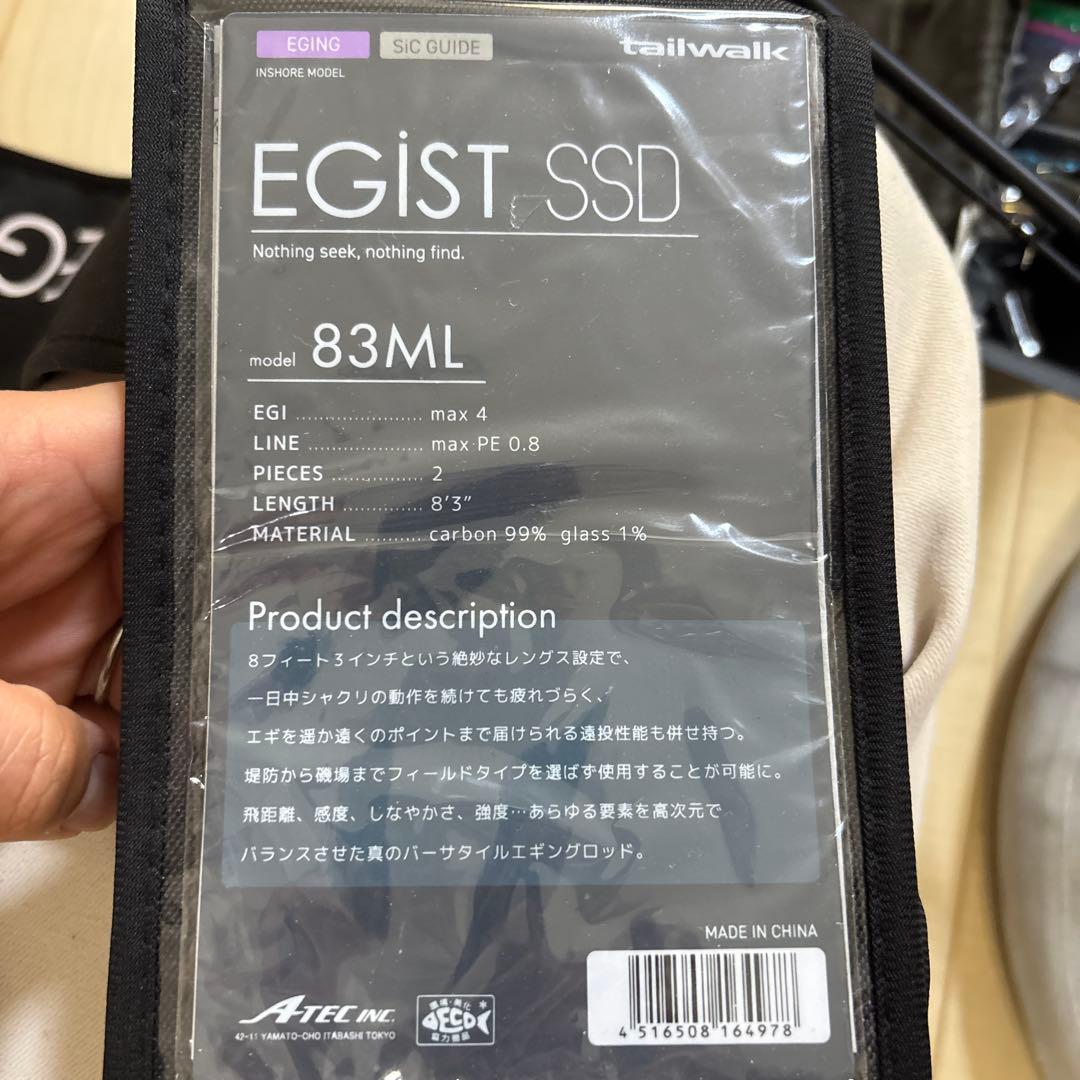 EGING SiC GUIDE tailwalk
INSHORE MODEL
EGiST SSD
Nothing seek, nothing find.
model 83ML
EGI ...................... max 4
LINE .................... max PE 0.8
PIECES ................ 2
LENGTH .............. 8'3”
MATERIAL .......... carbon 99% glass 1%
Product description
8フィート3インチという絶妙なレングス設定で、
一日中シャクリの動作を続けても疲れづらく、
エギを遥か遠くのポイントまで届けられる遠投性能も併せ持つ。
堤防から磯場までフィールドタイプを選ばず使用することが可能に。
飛距離、感度、しなやかさ、強度…あらゆる要素を高次元で
バランスさせた真のバーサタイルエギングロッド。
MADE IN CHINA
A-TEC INC.
42-11 YAMATO-CHO ITABASHI TOKYO
環境・美化
ECO
協力商品
4 516508 164978